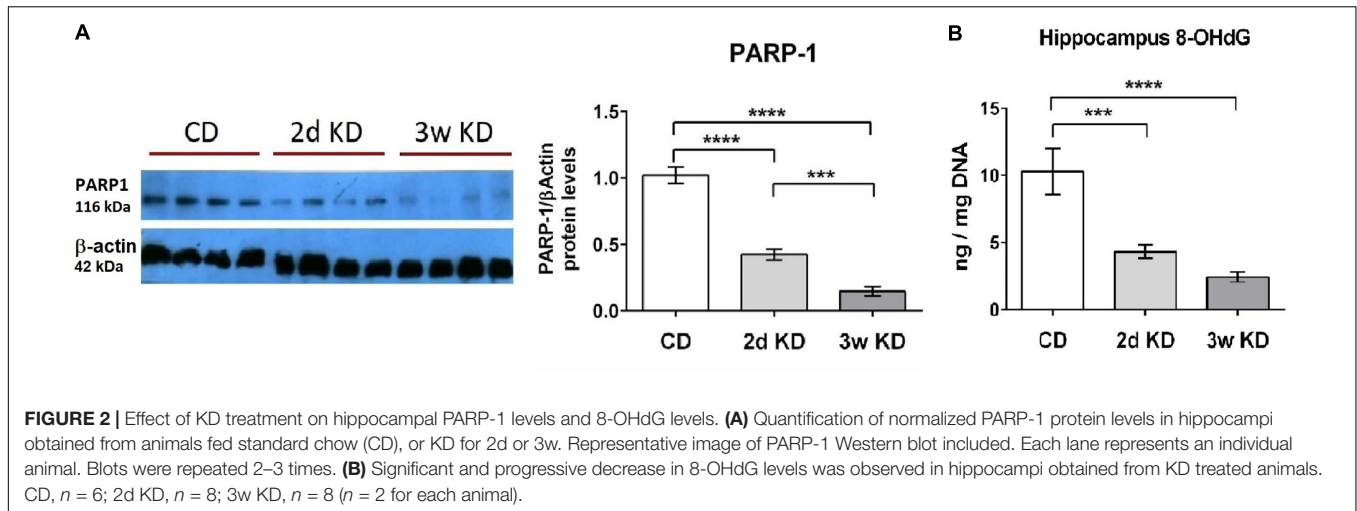 A
CD 2d KD 3w KD
PARP1
116 kDa
β-actin
42 kDa
PARP-1
PARP-1/βActin
protein levels
1.5
1.0
0.5
0.0
****
****
***
CD 2d KD 3w KD
B
Hippocampus 8-OHdG
ng / mg DNA
15
10
5
0
****
***
CD 2d KD 3w KD
FIGURE 2 | Effect of KD treatment on hippocampal PARP-1 levels and 8-OHdG levels. (A) Quantification of normalized PARP-1 protein levels in hippocampi
obtained from animals fed standard chow (CD), or KD for 2d or 3w. Representative image of PARP-1 Western blot included. Each lane represents an individual
animal. Blots were repeated 2–3 times. (B) Significant and progressive decrease in 8-OHdG levels was observed in hippocampi obtained from KD treated animals.
CD, n = 6; 2d KD, n = 8; 3w KD, n = 8 (n = 2 for each animal).